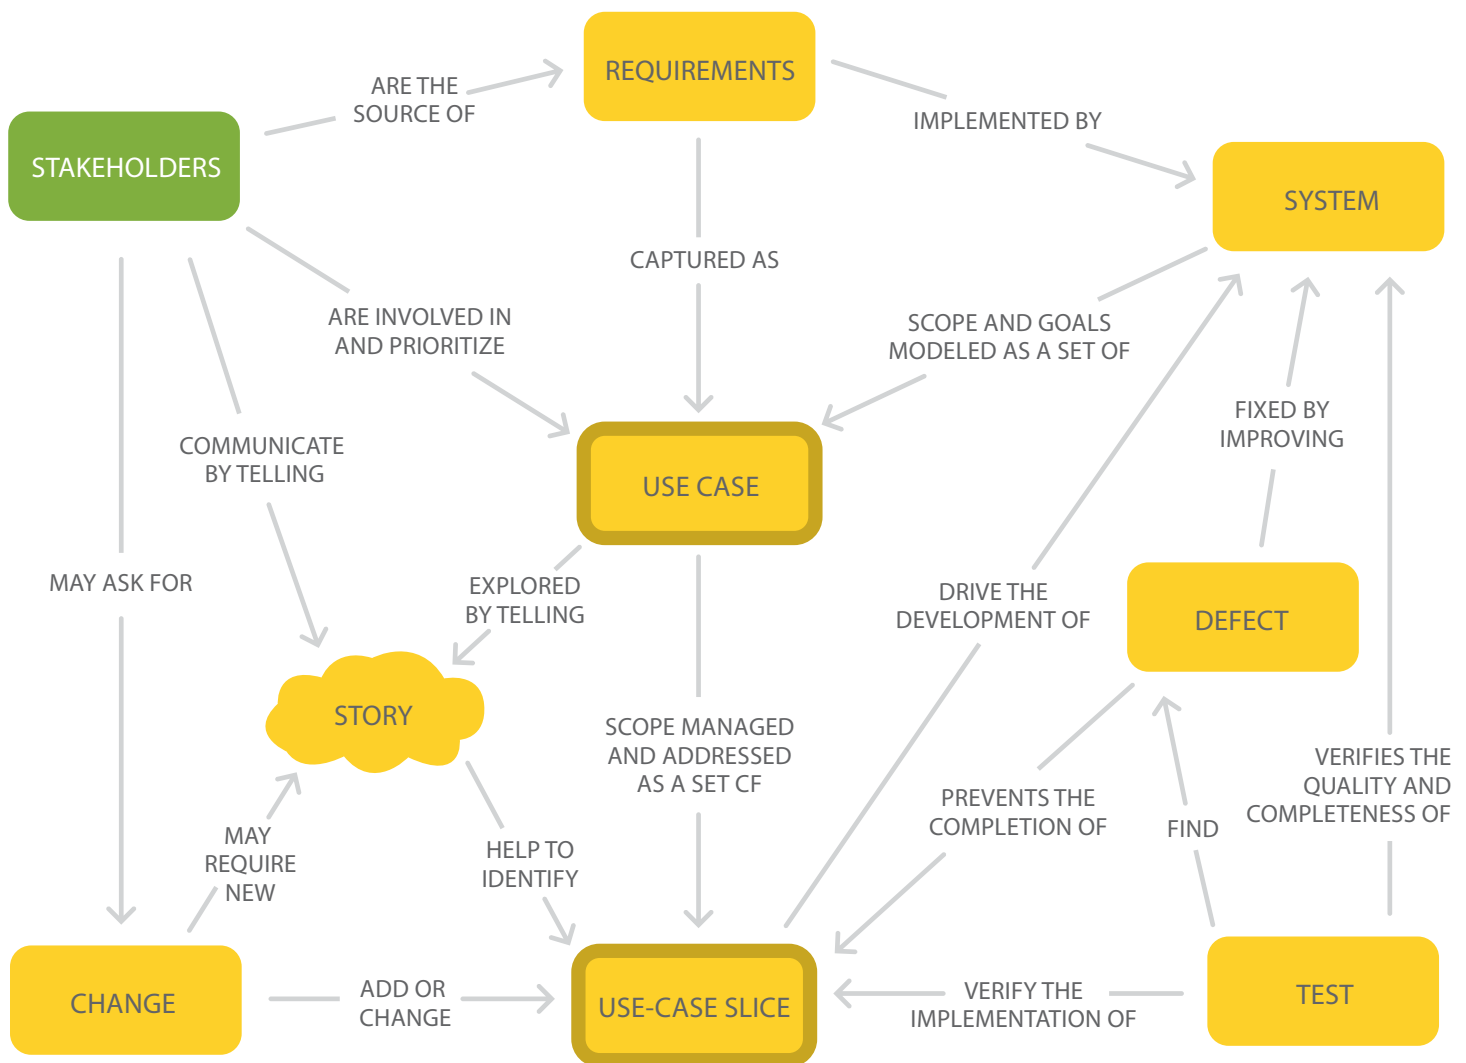 REQUIREMENTS
ARE THE
SOURCE OF
IMPLEMENTED BY
STAKEHOLDERS
SYSTEM
CAPTURED AS
ARE INVOLVED IN
AND PRIORITIZE
SCOPE AND GOALS
MODELED AS A SET OF
FIXED BY
IMPROVING
COMMUNICATE
BY TELLING
USE CASE
MAY ASK FOR
EXPLORED
BY TELLING
DRIVE THE
DEVELOPMENT OF
DEFECT
STORY
SCOPE MANAGED
AND ADDRESSED
AS A SET CF
VERIFIES THE
QUALITY AND
COMPLETENESS OF
PREVENTS THE
COMPLETION OF
FIND
MAY
REQUIRE
NEW
HELP TO
IDENTIFY
CHANGE
ADD OR
CHANGE
USE-CASE SLICE
VERIFY THE
IMPLEMENTATION OF
TEST